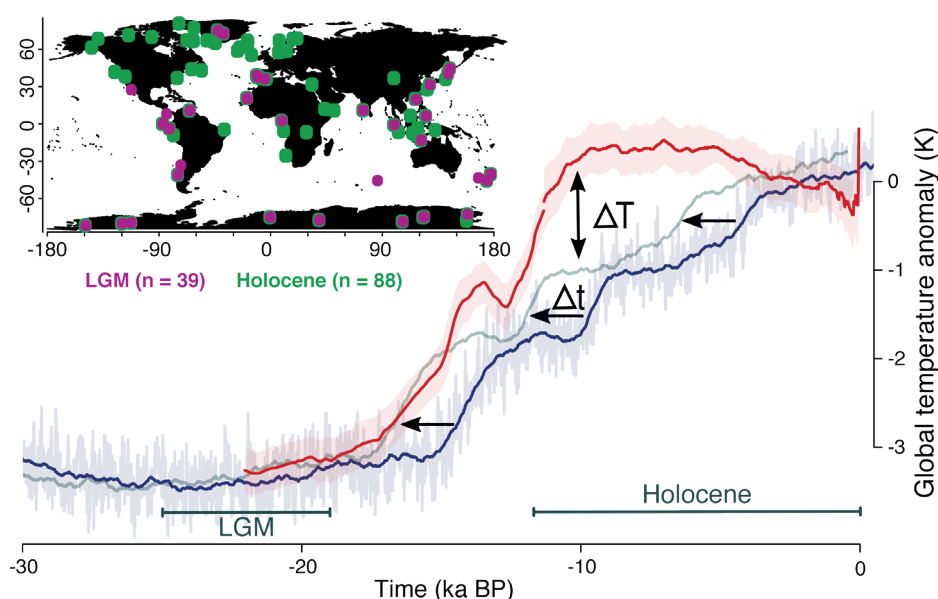 60
30
0
-30
-60
-180
-90
0
90
180
LGM (n = 39)
Holocene (n = 88)
ΔT
Δt
0
-1
-2
-3
Global temperature anomaly (K)
Holocene
LGM
-30
-20
-10
0
Time (ka BP)